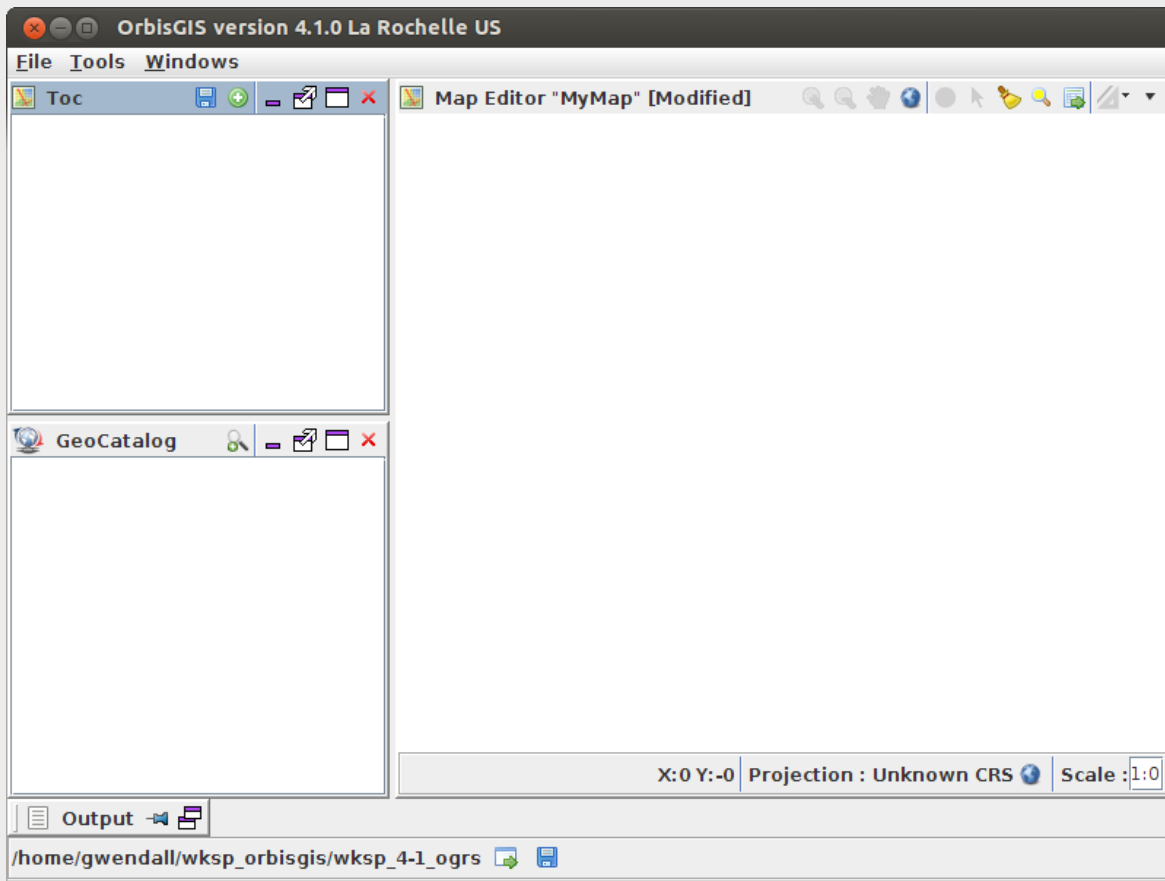 OrbisGIS version 4.1.0 La Rochelle US
File Tools Windows
Toc
Map Editor "MyMap" [Modified]
GeoCatalog
X:0 Y:-0 Projection : Unknown CRS Scale : 1:0
Output
/home/gwendall/wksp_orbisgis/wksp_4-1_ogrs